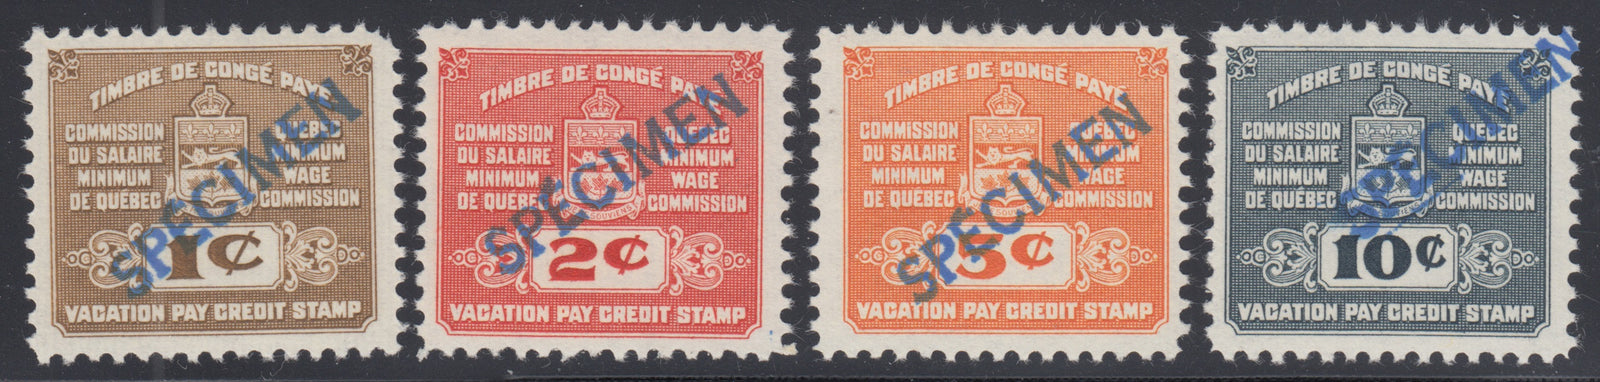 TIMBRE DE CONGÉ PAYÉ
COMMISSION DU SALAIRE MINIMUM DE QUÉBEC
QUEBEC MINIMUM WAGE COMMISSION
SPECIMEN
1¢
VACATION PAY CREDIT STAMP
TIMBRE DE CONGÉ PAYÉ
COMMISSION DU SALAIRE MINIMUM DE QUÉBEC
QUEBEC MINIMUM WAGE COMMISSION
SOUVIENS
SPECIMEN
2¢
VACATION PAY CREDIT STAMP
TIMBRE DE CONGÉ PAYÉ
COMMISSION DU SALAIRE MINIMUM DE QUÉBEC
QUEBEC MINIMUM WAGE COMMISSION
SPECIMEN
5¢
VACATION PAY CREDIT STAMP
TIMBRE DE CONGÉ PAYÉ
COMMISSION DU SALAIRE MINIMUM DE QUÉBEC
QUEBEC MINIMUM WAGE COMMISSION
SPECIMEN
10¢
VACATION PAY CREDIT STAMP